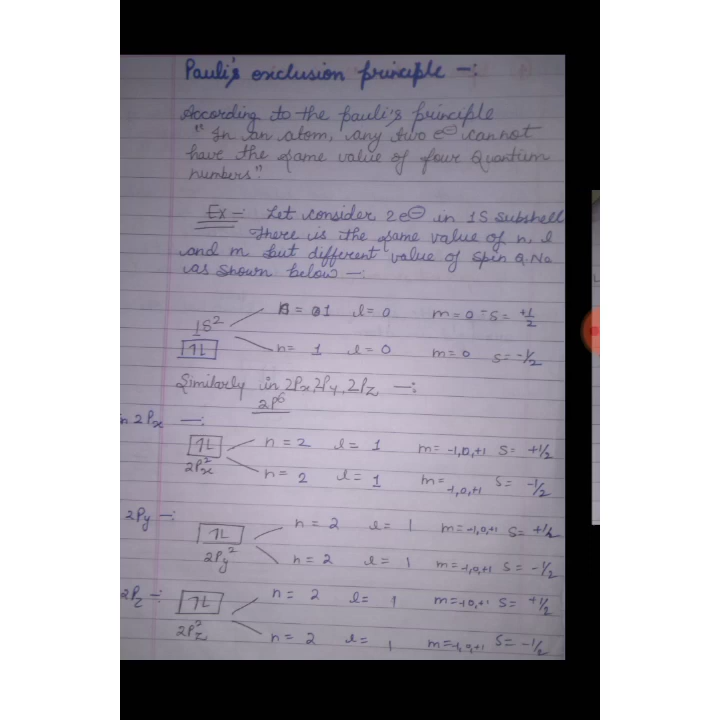 Pauli's exclusion principle —:
According to the pauli's principle
"In an atom, any two e⊖ cannot
have the same value of four Quantum
numbers".
Ex -: Let consider 2e⊖ in 1S subshell
There is the same value of n, l
and m but different value of spin Q.No
as shown below —:
n = 1 l = 0 m = 0 s = +1/2
1S²
↿⇂ n = 1 l = 0 m = 0 s = -1/2
Similarly in 2Px 2Py, 2Pz —:
2p⁶
n 2Px —:
↿⇂ n = 2 l = 1 m = -1,0,+1 S = +1/2
2Px²
n = 2 l = 1 m = -1,0,+1 S = -1/2
2Py —:
↿⇂ n = 2 l = 1 m = -1,0,+1 S = +1/2
2Py² n = 2 l = 1 m = -1,0,+1 S = -1/2
2Pz —: ↿⇂ n = 2 l = 1 m = -1,0,+1 S = +1/2
2Pz²
n = 2 l = 1 m = -1,0,+1 S = -1/2